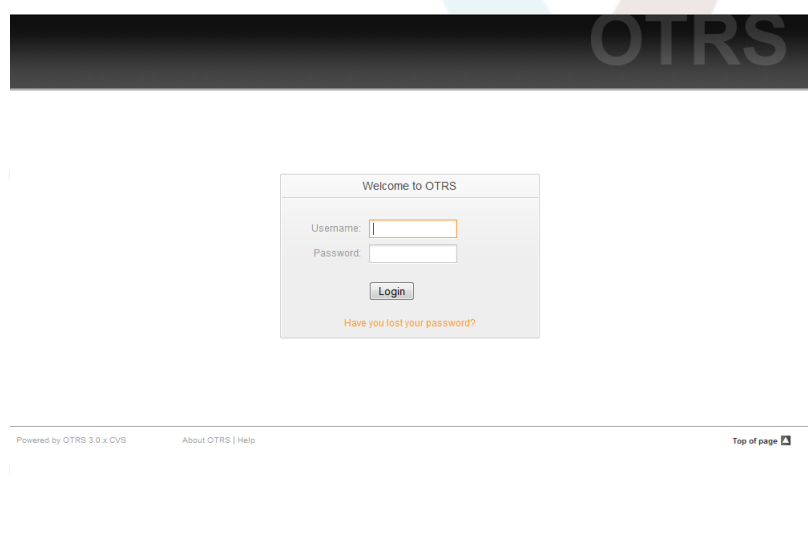 OTRS
Welcome to OTRS
Username:
Password:
Login
Have you lost your password?
Powered by OTRS 3.0.x CVS
About OTRS | Help
Top of page